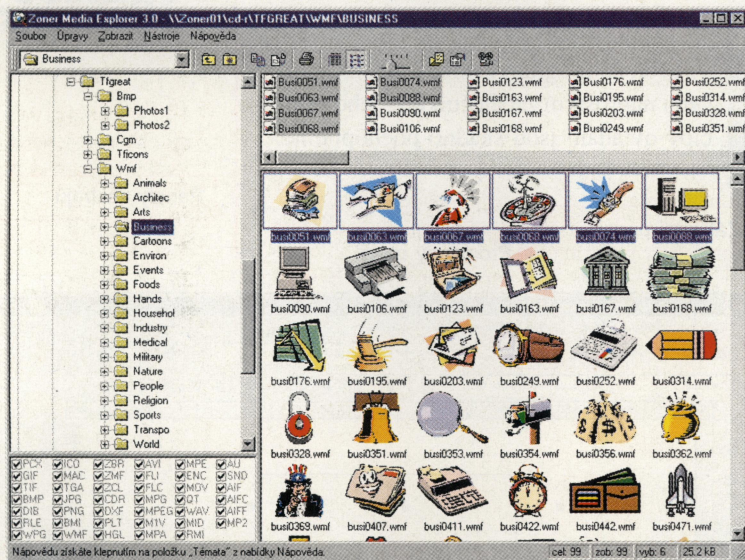 Zoner Media Explorer 3.0 - \\Zoner01\cd-r\TFGREAT\WMF\BUSINESS
Soubor Úpravy Zobrazit Nástroje Nápověda
Business
Tfgreat
Bmp
Photos1
Photos2
Cgm
Tficons
Wmf
Animals
Architec
Arts
Business
Cartoons
Environ
Events
Foods
Hands
Househol
Industry
Medical
Military
Nature
People
Religion
Sports
Transpo
World
PCX ICO ZBR AVI MPE AU
GIF MAC ZMF FLI ENC SND
TIF TGA ZCL FLC MOV AIF
BMP JPG CDR MPG QT AIFC
DIB PNG DXF MPEG WAV AIFF
RLE BMI PLT M1V MID MP2
WPG WMF HGL MPA RMI
Busi0051.wmf Busi0074.wmf Busi0123.wmf Busi0176.wmf Busi0252.wmf
Busi0063.wmf Busi0088.wmf Busi0163.wmf Busi0195.wmf Busi0314.wmf
Busi0067.wmf Busi0090.wmf Busi0167.wmf Busi0203.wmf Busi0328.wmf
Busi0068.wmf Busi0106.wmf Busi0168.wmf Busi0249.wmf Busi0351.wmf
busi0051.wmf busi0063.wmf busi0067.wmf busi0068.wmf busi0074.wmf busi0088.wmf
busi0090.wmf busi0106.wmf busi0123.wmf busi0163.wmf busi0167.wmf busi0168.wmf
busi0176.wmf busi0195.wmf busi0203.wmf busi0249.wmf busi0252.wmf busi0314.wmf
busi0328.wmf busi0351.wmf busi0353.wmf busi0354.wmf busi0356.wmf busi0362.wmf
busi0369.wmf busi0407.wmf busi0411.wmf busi0422.wmf busi0442.wmf busi0471.wmf
Nápovědu získáte klepnutím na položku „Témata" z nabídky Nápověda.
cel: 99 zob: 99 vyb: 6 25.2 kB